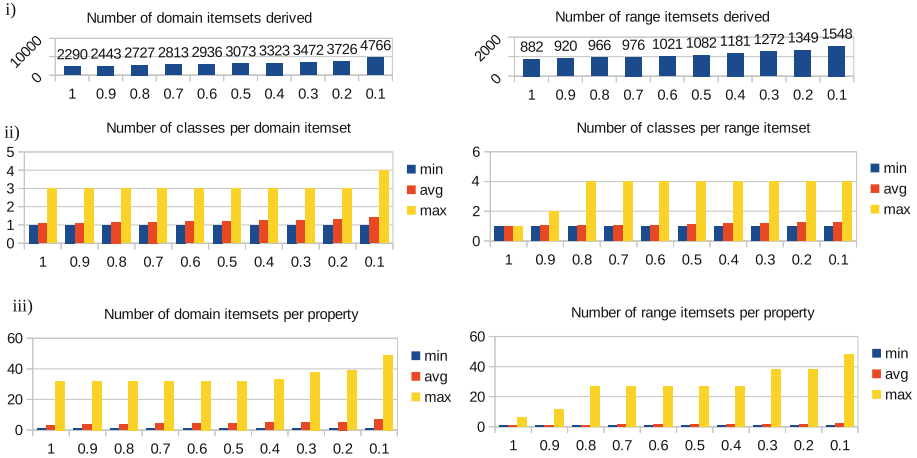 i)
Number of domain itemsets derived
10000
0
2290 2443 2727 2813 2936 3073 3323 3472 3726 4766
1 0.9 0.8 0.7 0.6 0.5 0.4 0.3 0.2 0.1
Number of range itemsets derived
2000
0
882 920 966 976 1021 1082 1181 1272 1349 1548
1 0.9 0.8 0.7 0.6 0.5 0.4 0.3 0.2 0.1
ii)
Number of classes per domain itemset
5
4
3
2
1
0
1 0.9 0.8 0.7 0.6 0.5 0.4 0.3 0.2 0.1
min
avg
max
Number of classes per range itemset
6
4
2
0
1 0.9 0.8 0.7 0.6 0.5 0.4 0.3 0.2 0.1
min
avg
max
iii)
Number of domain itemsets per property
60
40
20
0
1 0.9 0.8 0.7 0.6 0.5 0.4 0.3 0.2 0.1
min
avg
max
Number of range itemsets per property
60
40
20
0
1 0.9 0.8 0.7 0.6 0.5 0.4 0.3 0.2 0.1
min
avg
max